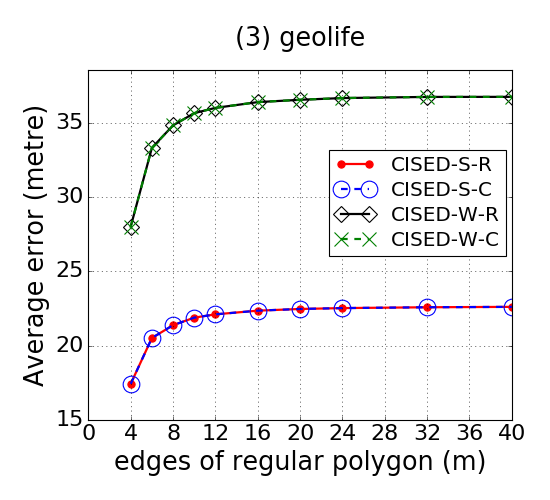 (3) geolife
Average error (metre)
35
30
25
20
15
CISED-S-R
CISED-S-C
CISED-W-R
CISED-W-C
0 4 8 12 16 20 24 28 32 36 40
edges of regular polygon (m)